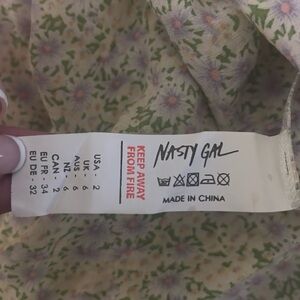 NASTY GAL
MADE IN CHINA
KEEP AWAY
FROM FIRE
USA - 2
UK - 6
AUS - 6
NZ - 6
CAN - 2
EU FR - 34
EU DE - 32